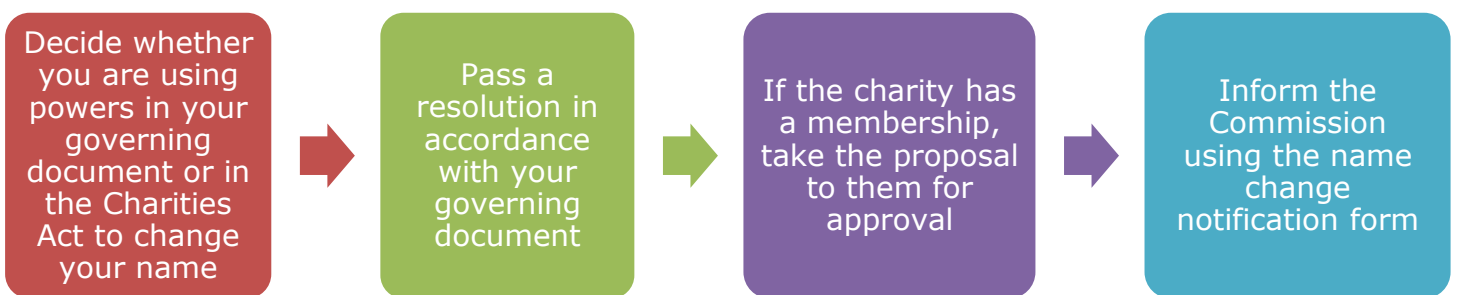 Decide whether
you are using
powers in your
governing
document or in
the Charities
Act to change
your name
Pass a
resolution in
accordance
with your
governing
document
If the charity has
a membership,
take the proposal
to them for
approval
Inform the
Commission
using the name
change
notification form